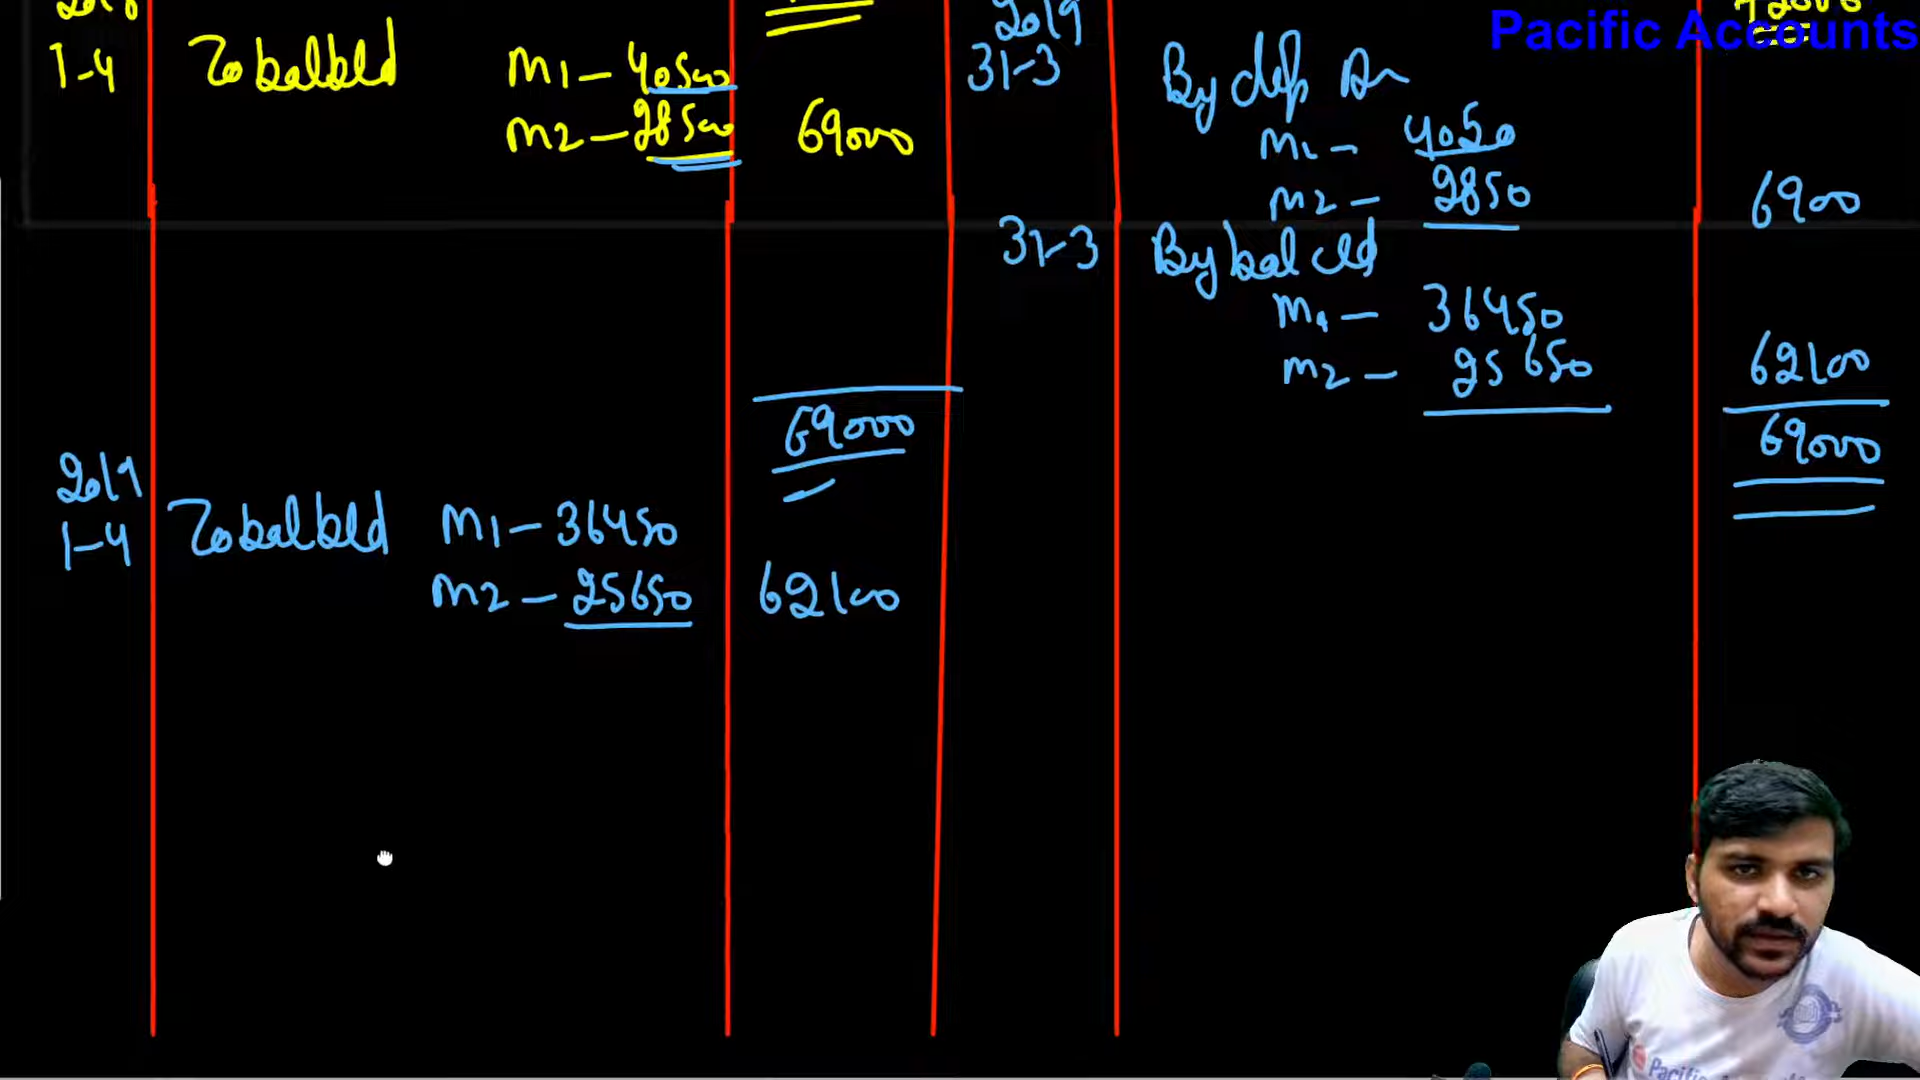 2018
Pacific Accounts
2019
1-4 To bal b/d M1 - 40500
31-3 By dep A/c
M2 - 28500 69000
M1 - 4050
M2 - 2850 6900
31-3 By bal c/d
M1 - 36450
M2 - 25650 62100
69000
69000
2019
1-4 To bal b/d M1 - 36450
M2 - 25650 62100
Pacific